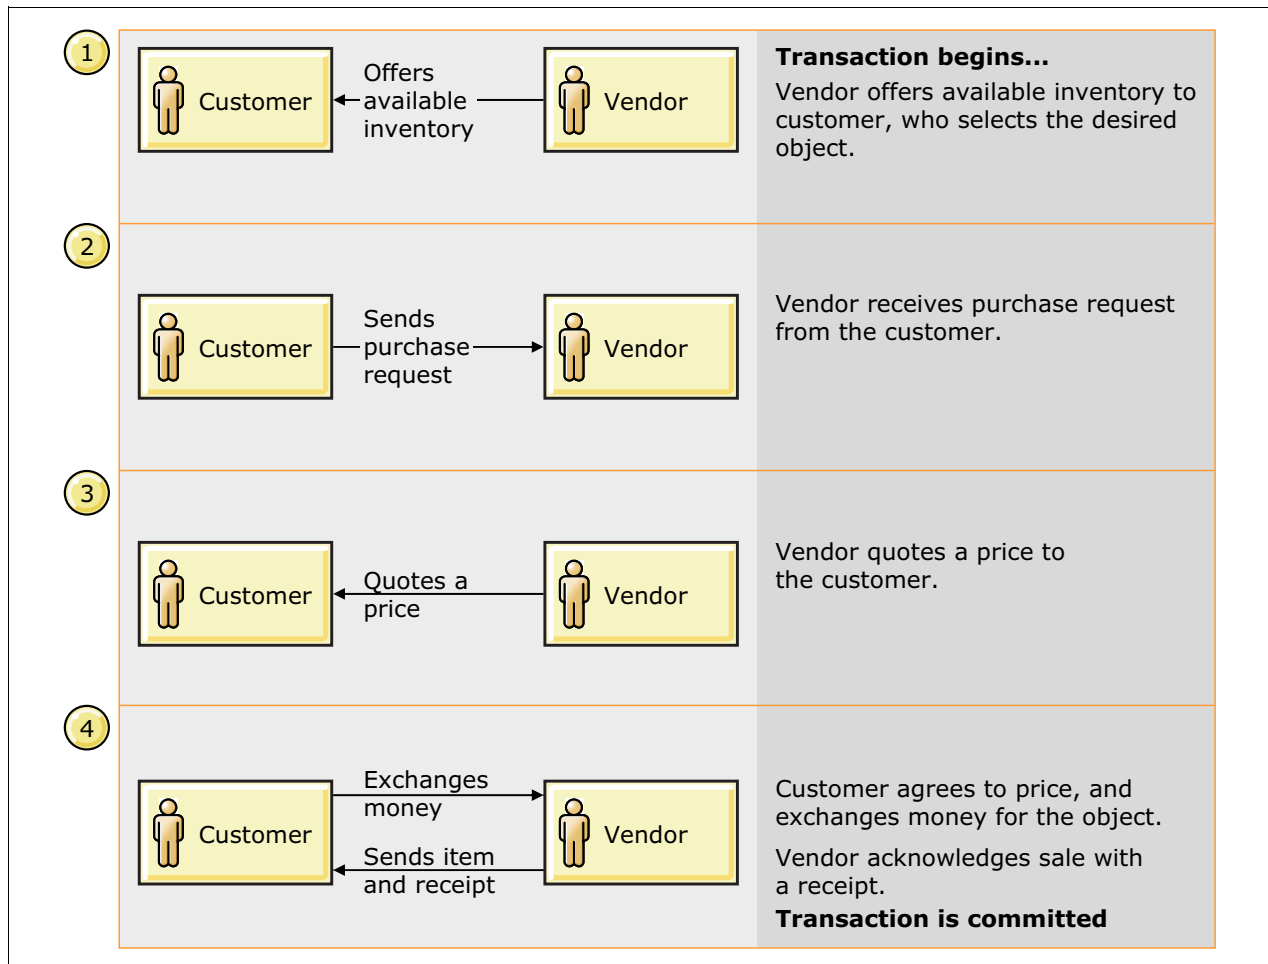 1
Customer
Offers
available
inventory
Vendor
Transaction begins...
Vendor offers available inventory to
customer, who selects the desired
object.
2
Customer
Sends
purchase
request
Vendor
Vendor receives purchase request
from the customer.
3
Customer
Quotes a
price
Vendor
Vendor quotes a price to
the customer.
4
Customer
Exchanges
money
Sends item
and receipt
Vendor
Customer agrees to price, and
exchanges money for the object.
Vendor acknowledges sale with
a receipt.
Transaction is committed